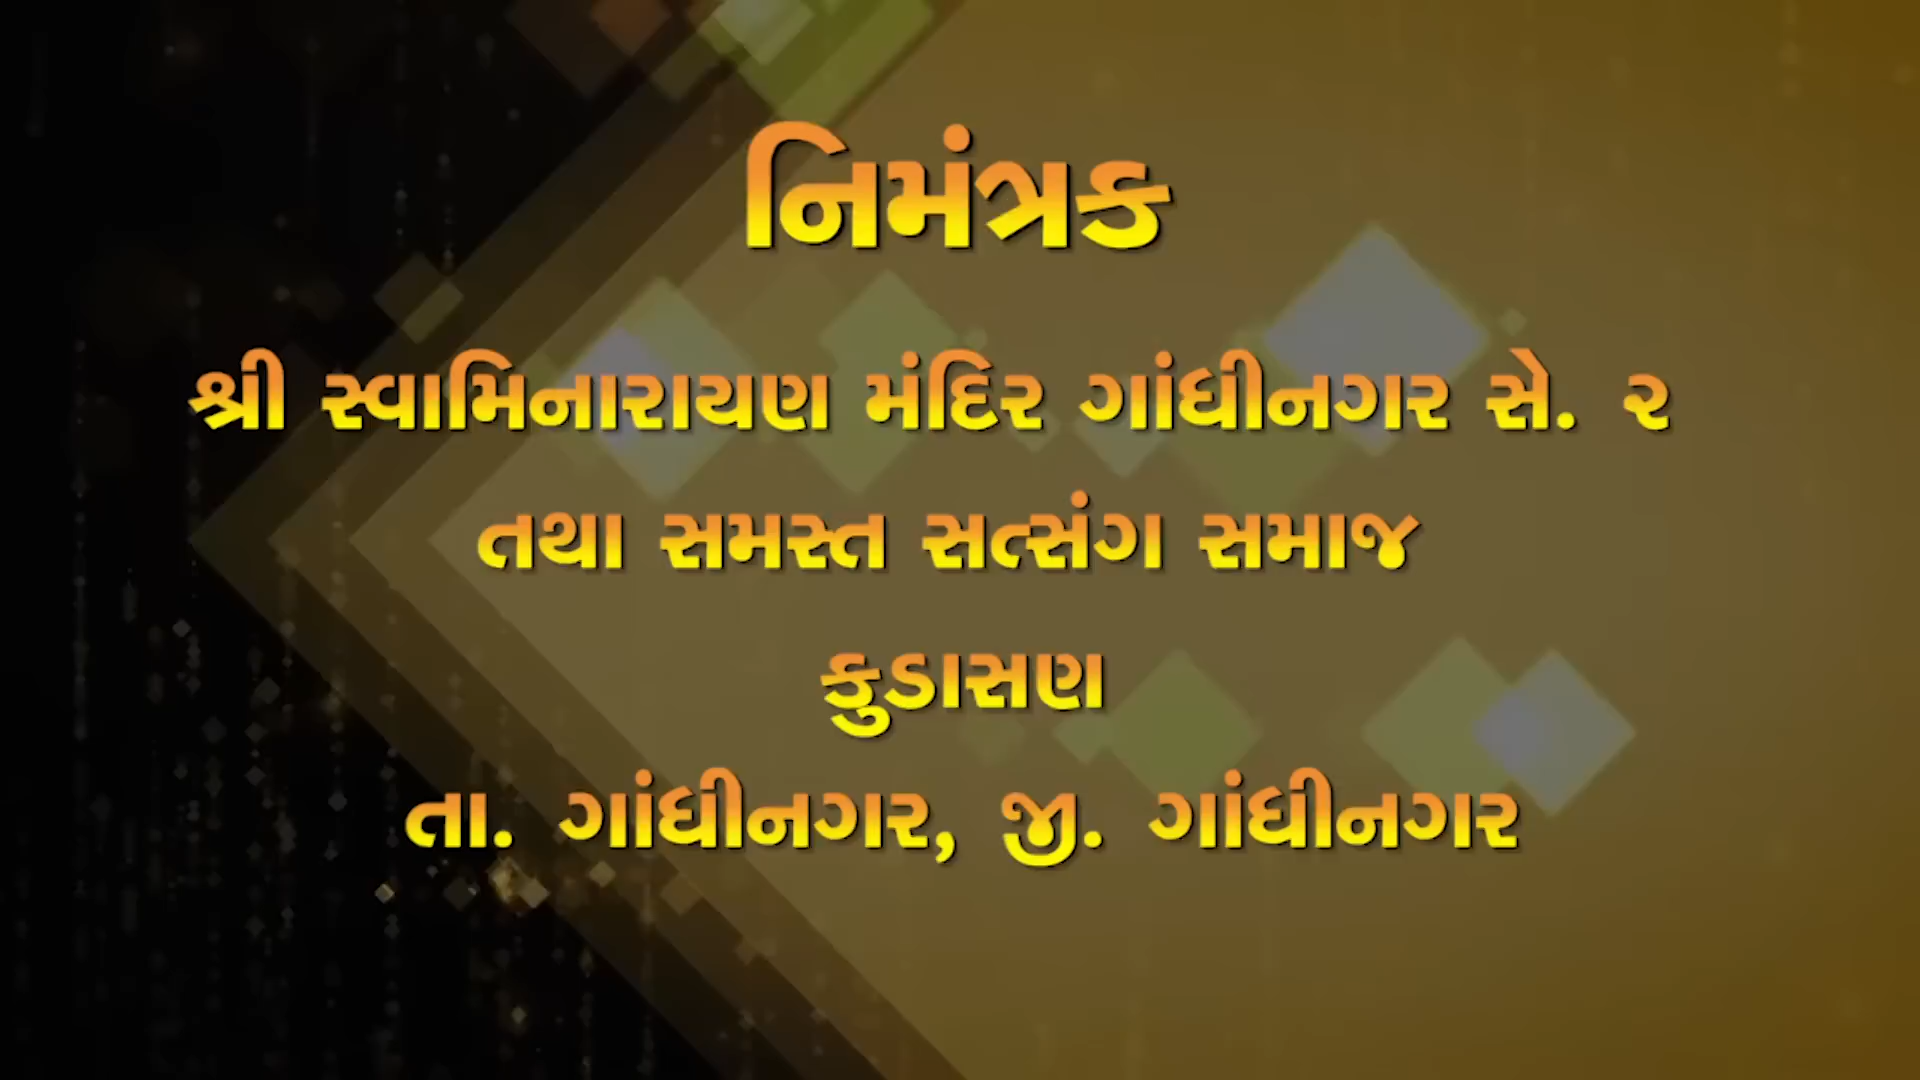 નિમંત્રક
શ્રી સ્વામિનારાયણ મંદિર ગાંધીનગર સે. ૨
તથા સમસ્ત સત્સંગ સમાજ
કુડાસણ
તા. ગાંધીનગર, જી. ગાંધીનગર